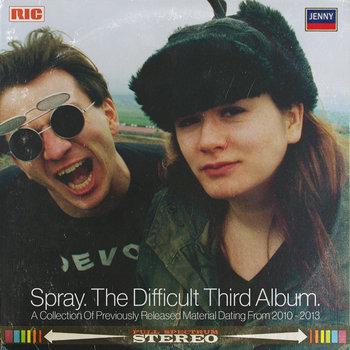 RIC
JENNY
DEVO
Spray. The Difficult Third Album.
A Collection Of Previously Released Material Dating From 2010 - 2013
FULL SPECTRUM
STEREO